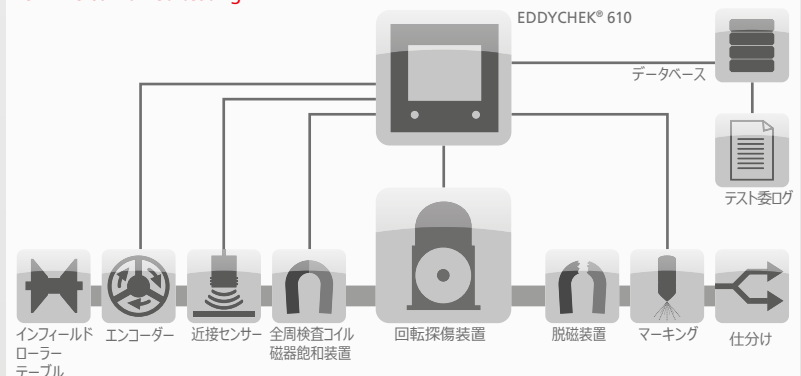 EDDYCHEK® 610
データベース
テスト委ログ
インフィールド
ローラー
テーブル
エンコーダー
近接センサー
全周検査コイル
磁器飽和装置
回転探傷装置
脱磁装置
マーキング
仕分け